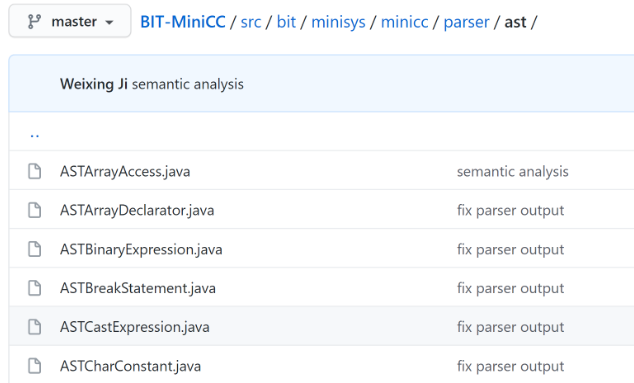 master BIT-MiniCC / src / bit / minisys / minicc / parser / ast /
Weixing Ji semantic analysis
..
ASTArrayAccess.java semantic analysis
ASTArrayDeclarator.java fix parser output
ASTBinaryExpression.java fix parser output
ASTBreakStatement.java fix parser output
ASTCastExpression.java fix parser output
ASTCharConstant.java fix parser output